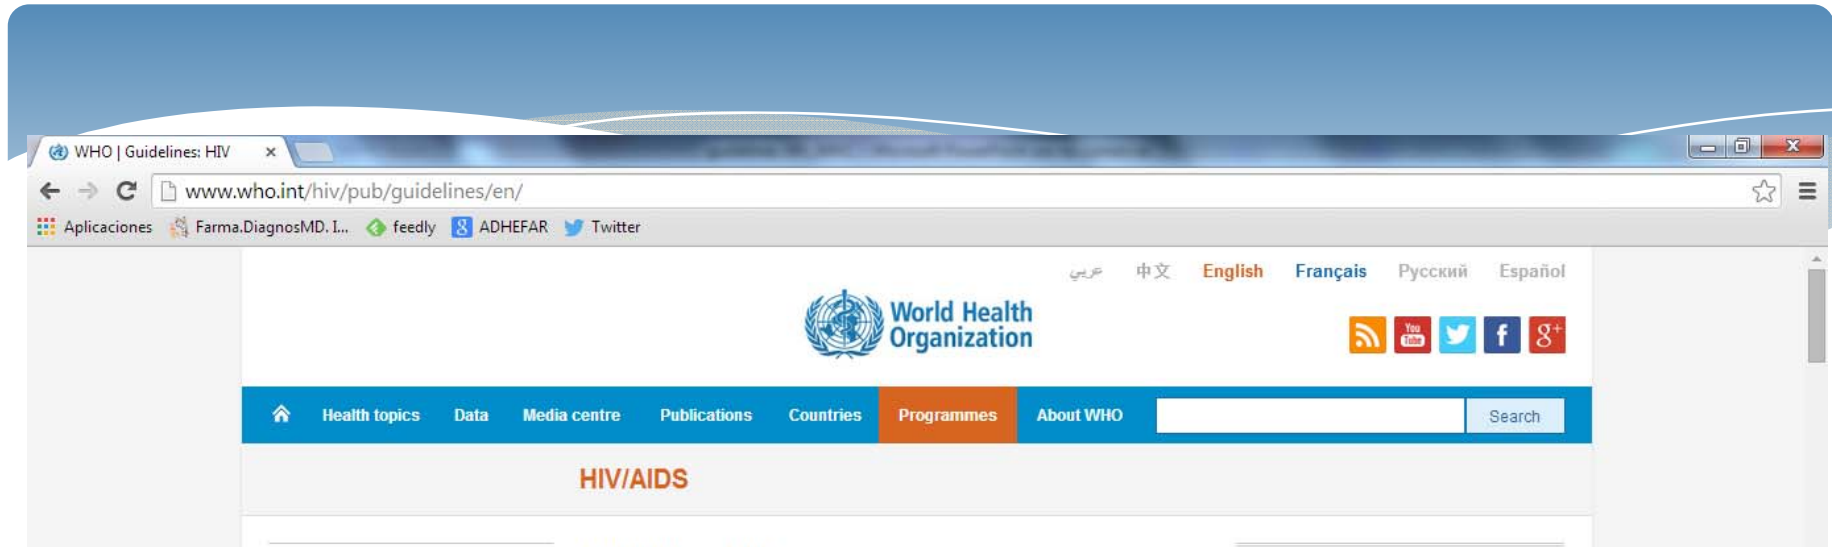 WHO | Guidelines: HIV
www.who.int/hiv/pub/guidelines/en/
Aplicaciones Farma.DiagnosMD. I... feedly ADHEFAR Twitter
عربي 中文 English Français Русский Español
World Health
Organization
You
Tube
Health topics Data Media centre Publications Countries Programmes About WHO Search
HIV/AIDS